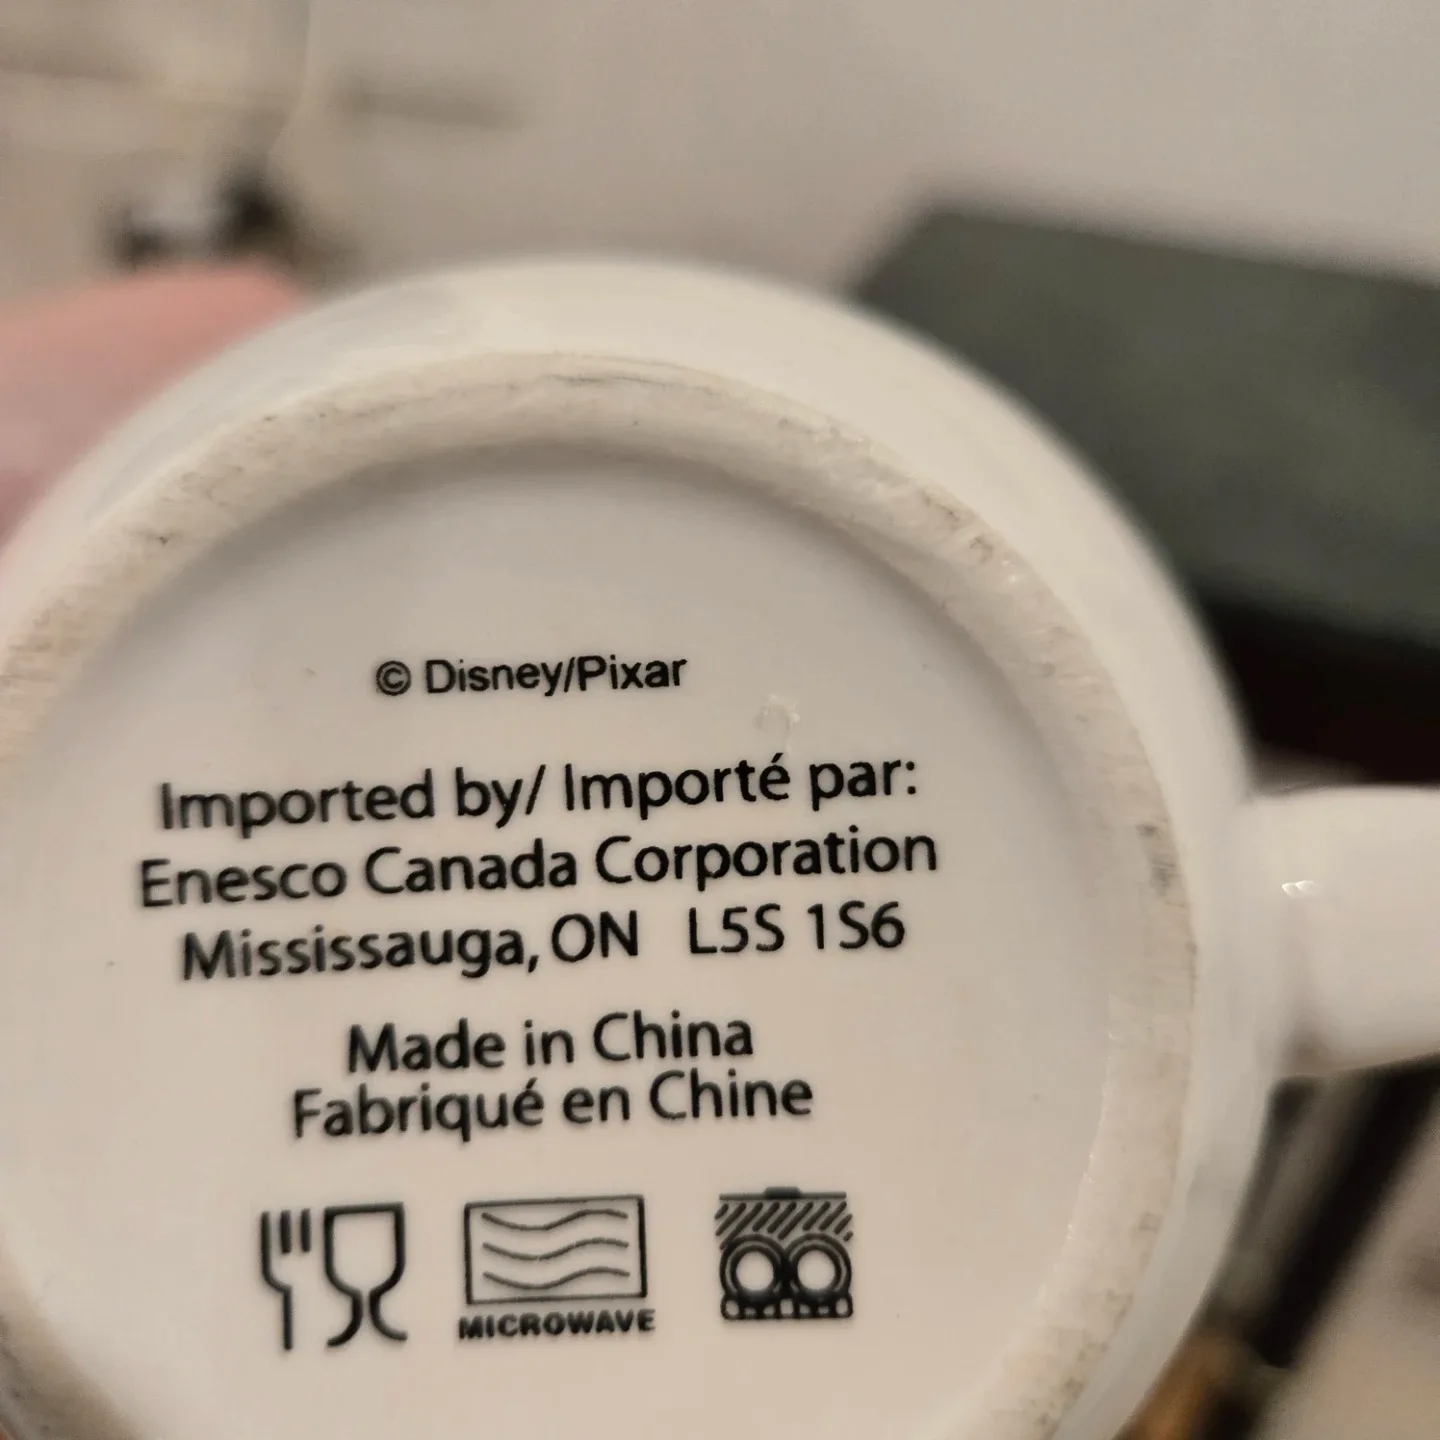 © Disney/Pixar
Imported by/ Importé par:
Enesco Canada Corporation
Mississauga, ON L5S 1S6
Made in China
Fabriqué en Chine
MICROWAVE